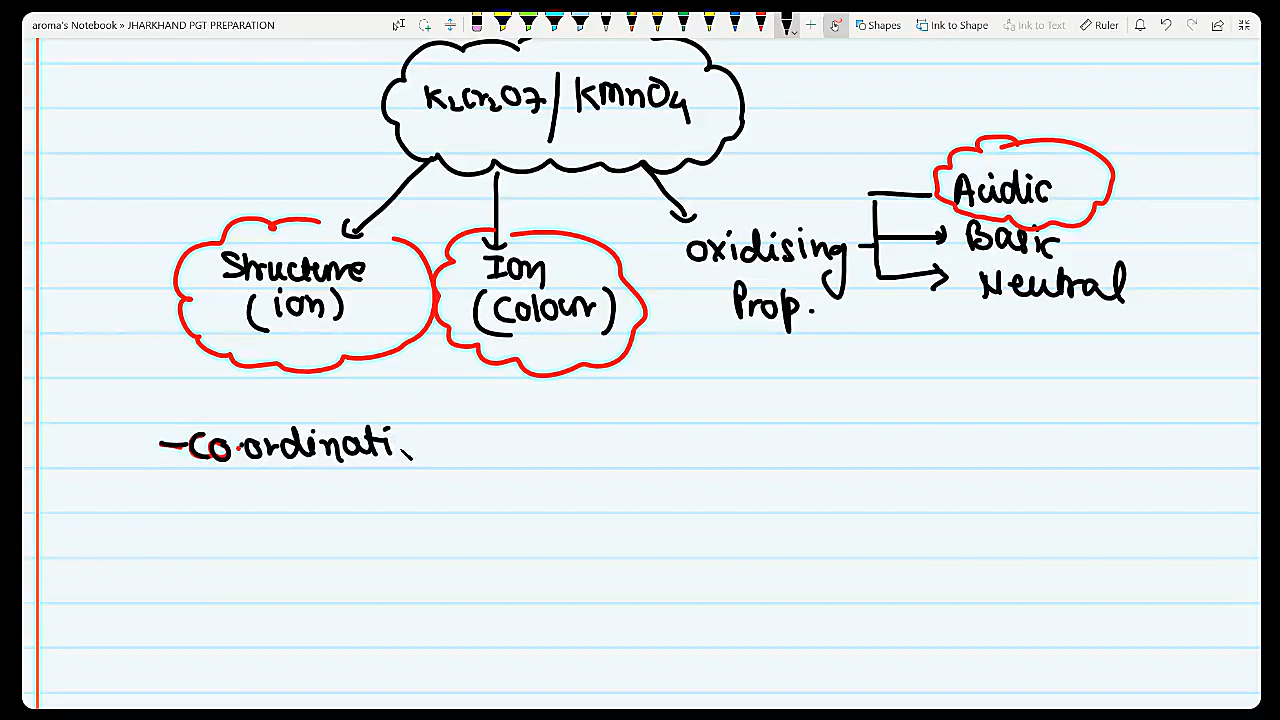 aroma's Notebook » JHARKHAND PGT PREPARATION
Shapes
Ink to Shape
Ink to Text
Ruler
K2Cr2O7/KMnO4
Structure
(ion)
Ion
(colour)
oxidising
Prop.
Acidic
Basic
Neutral
-co-ordinati